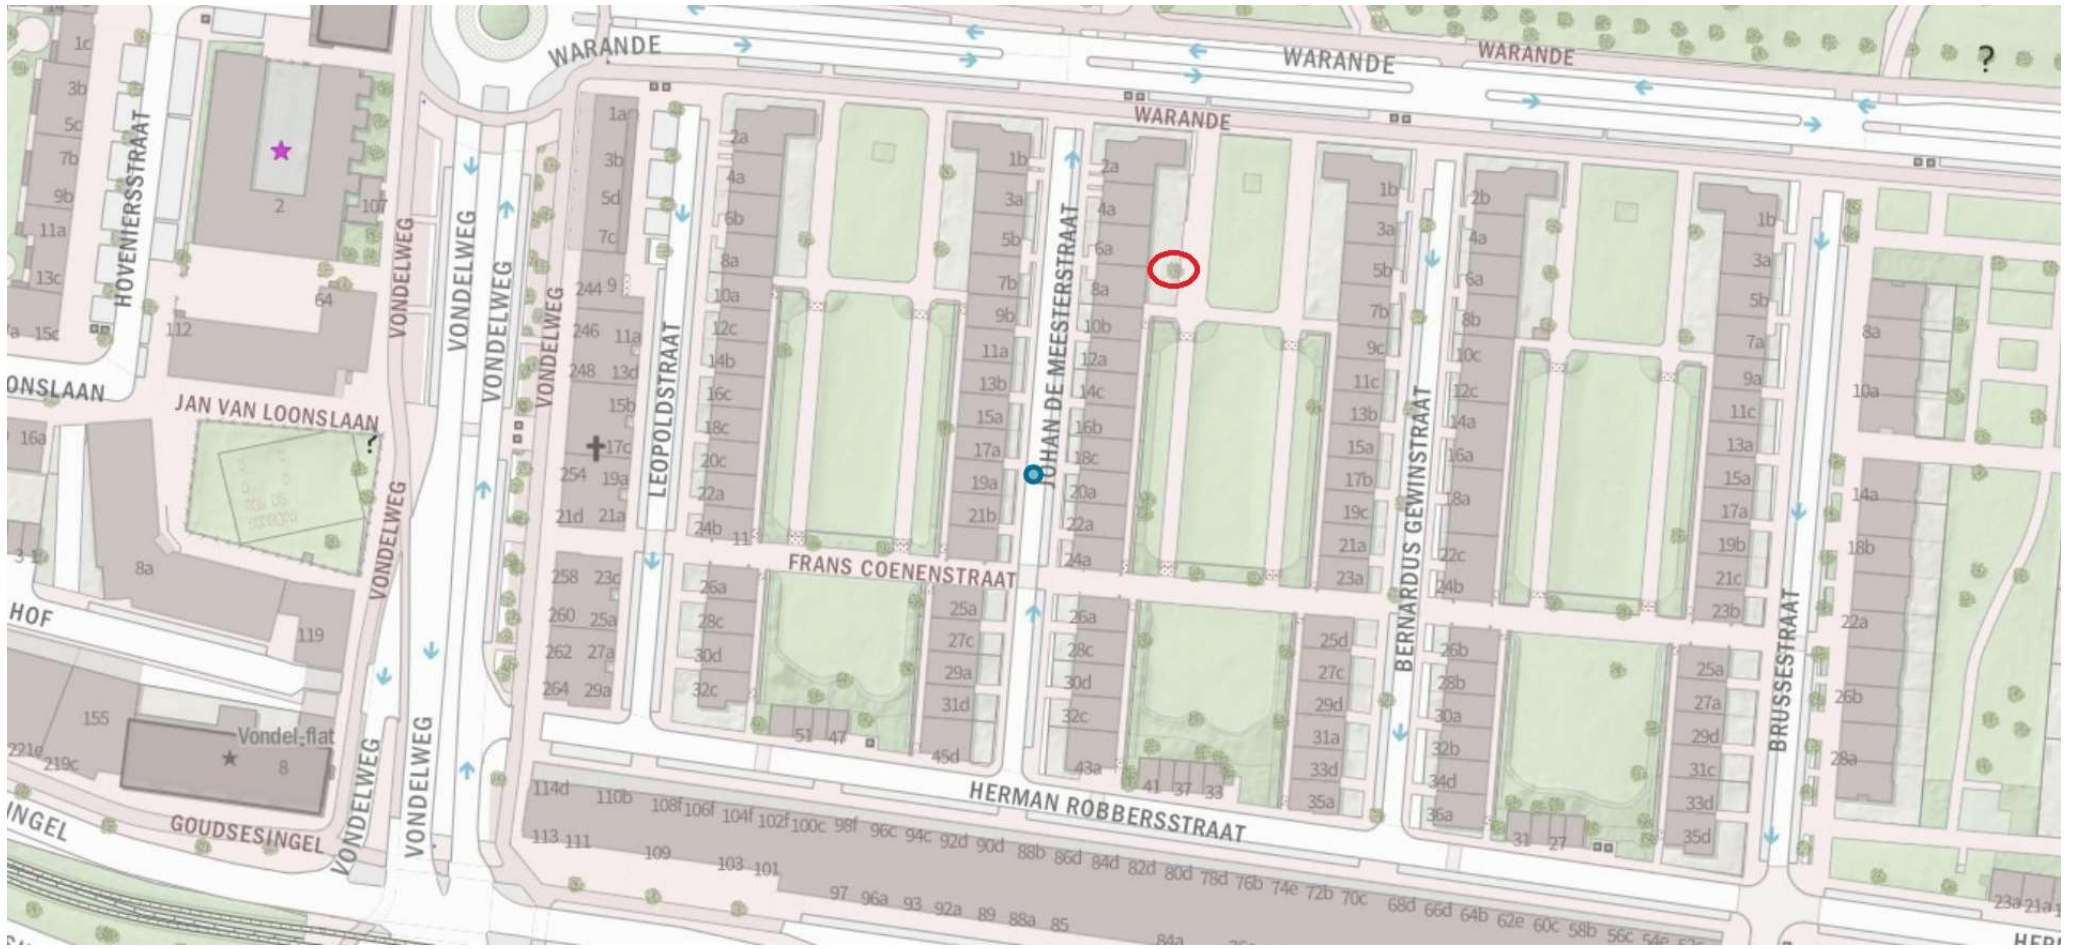 WARANDE
WARANDE
WARANDE
WARANDE
?
1c
3b
5c
7b
9b
11a
13c
15c
HOVENIERSSTRAAT
2
107
64
112
ONSLAAN
JAN VAN LOONSLAAN
?
16a
8a
119
HOF
155
221e
219c
Vondel-flat
8
INGEL
GOUDSESINGEL
VONDELWEG
VONDELWEG
VONDELWEG
VONDELWEG
VONDELWEG
VONDELWEG
VONDELWEG
1a
3b
5d
7c
244
9
246
11a
248
13d
15b
17c
254
19a
21d
21a
258
23c
260
25a
262
27a
264
29a
LEOPOLDSTRAAT
2a
4a
6b
8a
10a
12c
14b
16c
18c
20c
22a
24b
11
26a
28c
30d
32c
51
47
FRANS COENENSTRAAT
1b
3a
5b
7b
9b
11a
13b
15a
17a
19a
21b
25a
27c
29a
31d
45d
JOHAN DE MEESTERSTRAAT
2a
4a
6a
8a
10b
12a
14c
16b
18c
20a
22a
24a
26a
28c
30d
32c
43a
41
37
33
1b
3a
5b
7b
9c
11c
13b
15a
17b
19c
21a
23a
25d
27c
29d
31a
33d
35a
BERNARDUS GEWINSTRAAT
2b
4a
6a
8b
10c
12c
14a
16a
18a
22c
24b
26b
28b
30a
32b
34d
36a
31
27
1b
3a
5b
7a
9a
11c
13a
15a
17a
19b
21c
23b
25a
27a
29d
31c
33d
35d
BRUSSESTRAAT
8a
10a
14a
18b
22a
26b
28a
23a
21a
HERMAN ROBBERSSTRAAT
114d
110b
108f
106f
104f
102f
100c
98f
96c
94c
92d
90d
88b
86d
84d
82d
80d
78d
76b
74e
72b
70c
68d
66d
64b
62e
60c
58b
56c
54e
113
111
109
103
101
97
96a
93
92a
89
88a
85
84a
HER